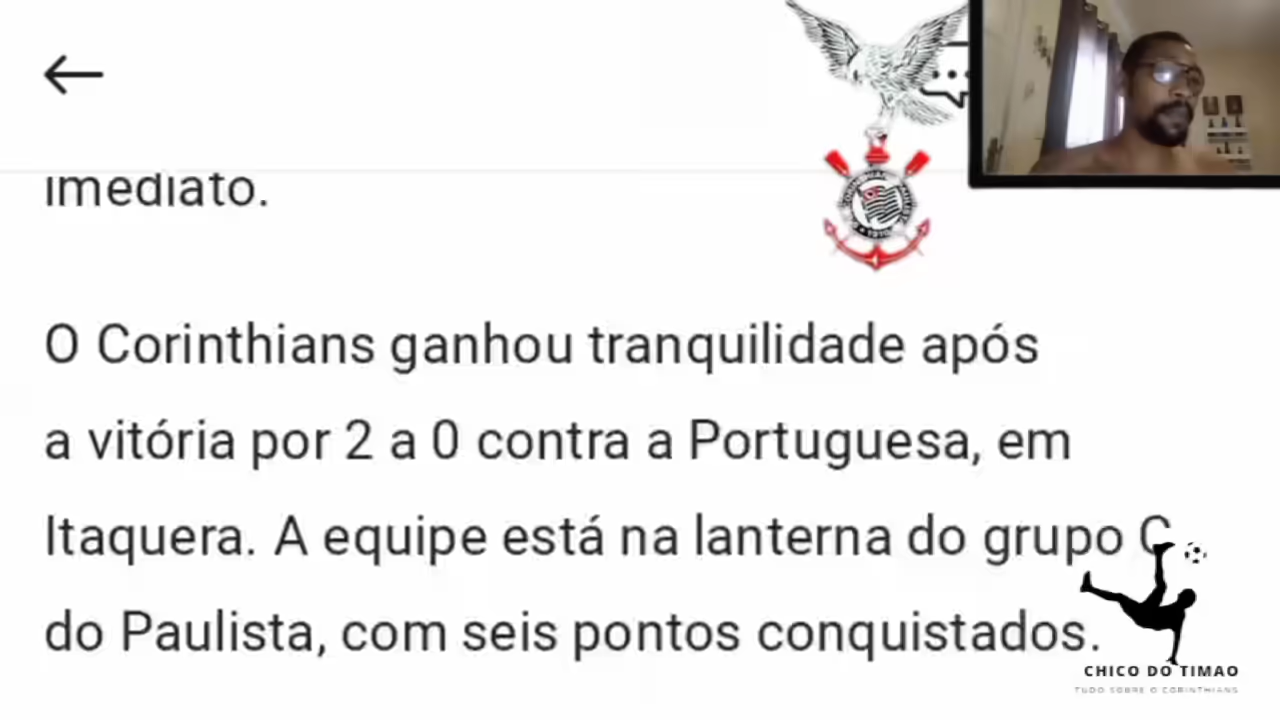 imediato.
O Corinthians ganhou tranquilidade após
a vitória por 2 a 0 contra a Portuguesa, em
Itaquera. A equipe está na lanterna do grupo C
do Paulista, com seis pontos conquistados.
CHICO DO TIMAO
TUDO SOBRE O CORINTHIANS